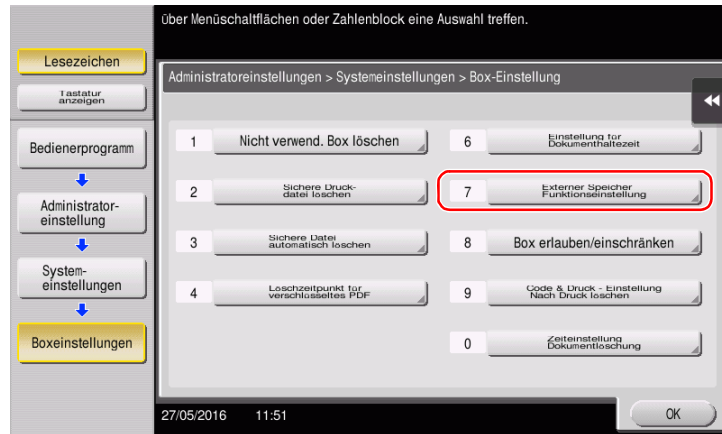 über Menüschaltflächen oder Zahlenblock eine Auswahl treffen.
Lesezeichen
Tastatur
anzeigen
Bedienerprogramm
Administrator-
einstellung
System-
einstellungen
Boxeinstellungen
Administratoreinstellungen > Systemeinstellungen > Box-Einstellung
1 Nicht verwend. Box löschen
2 Sichere Druck-
datei löschen
3 Sichere Datei
automatisch löschen
4 Löschzeitpunkt für
verschlüsseltes PDF
6 Einstellung für
Dokumenthaltezeit
7 Externer Speicher
Funktionseinstellung
8 Box erlauben/einschränken
9 Code & Druck - Einstellung
Nach Druck löschen
0 Zeiteinstellung
Dokumentlöschung
27/05/2016 11:51
OK